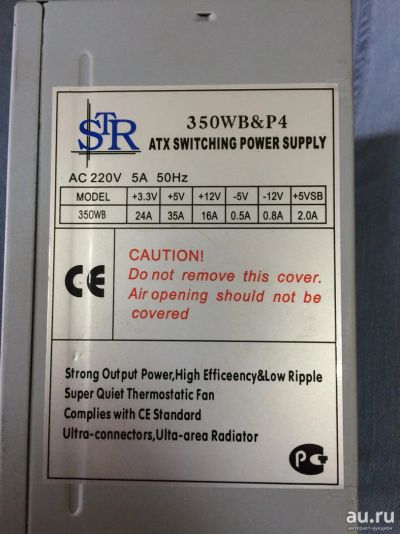 STR
350WB&P4
ATX SWITCHING POWER SUPPLY
AC 220V 5A 50Hz
MODEL +3.3V +5V +12V -5V -12V +5VSB
350WB 24A 35A 16A 0.5A 0.8A 2.0A
CE
CAUTION!
Do not remove this cover.
Air opening should not be
covered
Strong Output Power,High Efficeency&Low Ripple
Super Quiet Thermostatic Fan
Complies with CE Standard
Ultra-connectors,Ulta-area Radiator
РСТ
au.ru
интернет-аукцион